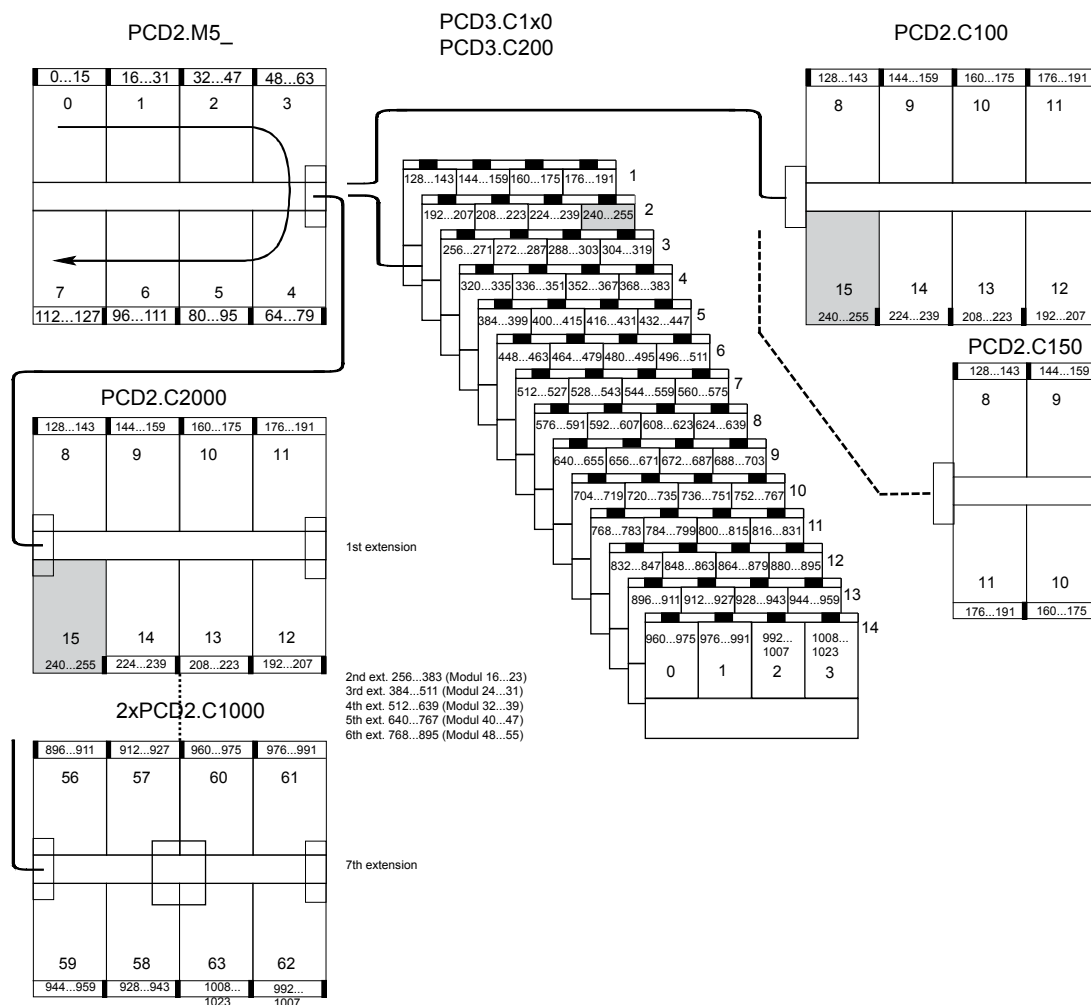 PCD2.M5_
0...15 16...31 32...47 48...63
0 1 2 3
7 6 5 4
112...127 96...111 80...95 64...79
PCD3.C1x0
PCD3.C200
128...143 144...159 160...175 176...191 1
192...207 208...223 224...239 240...255 2
256...271 272...287 288...303 304...319 3
320...335 336...351 352...367 368...383 4
384...399 400...415 416...431 432...447 5
448...463 464...479 480...495 496...511 6
512...527 528...543 544...559 560...575 7
576...591 592...607 608...623 624...639 8
640...655 656...671 672...687 688...703 9
704...719 720...735 736...751 752...767 10
768...783 784...799 800...815 816...831 11
832...847 848...863 864...879 880...895 12
896...911 912...927 928...943 944...959 13
14
960...975 976...991 992... 1008...
1007 1023
0 1 2 3
PCD2.C100
128...143 144...159 160...175 176...191
8 9 10 11
15 14 13 12
240...255 224...239 208...223 192...207
PCD2.C150
128...143 144...159
8 9
11 10
176...191 160...175
PCD2.C2000
128...143 144...159 160...175 176...191
8 9 10 11
1st extension
15 14 13 12
240...255 224...239 208...223 192...207
2nd ext. 256...383 (Modul 16...23)
3rd ext. 384...511 (Modul 24...31)
4th ext. 512...639 (Modul 32...39)
5th ext. 640...767 (Modul 40...47)
6th ext. 768...895 (Modul 48...55)
2xPCD2.C1000
896...911 912...927 960...975 976...991
56 57 60 61
7th extension
59 58 63 62
944...959 928...943 1008... 992...
1023 1007